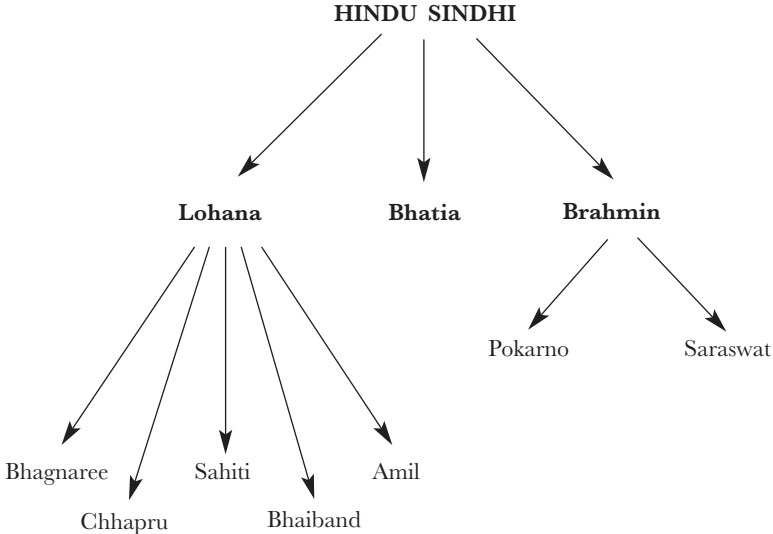 HINDU SINDHI
Lohana Bhatia Brahmin
Pokarno Saraswat
Bhagnaree Sahiti Amil
Chhapru Bhaiband